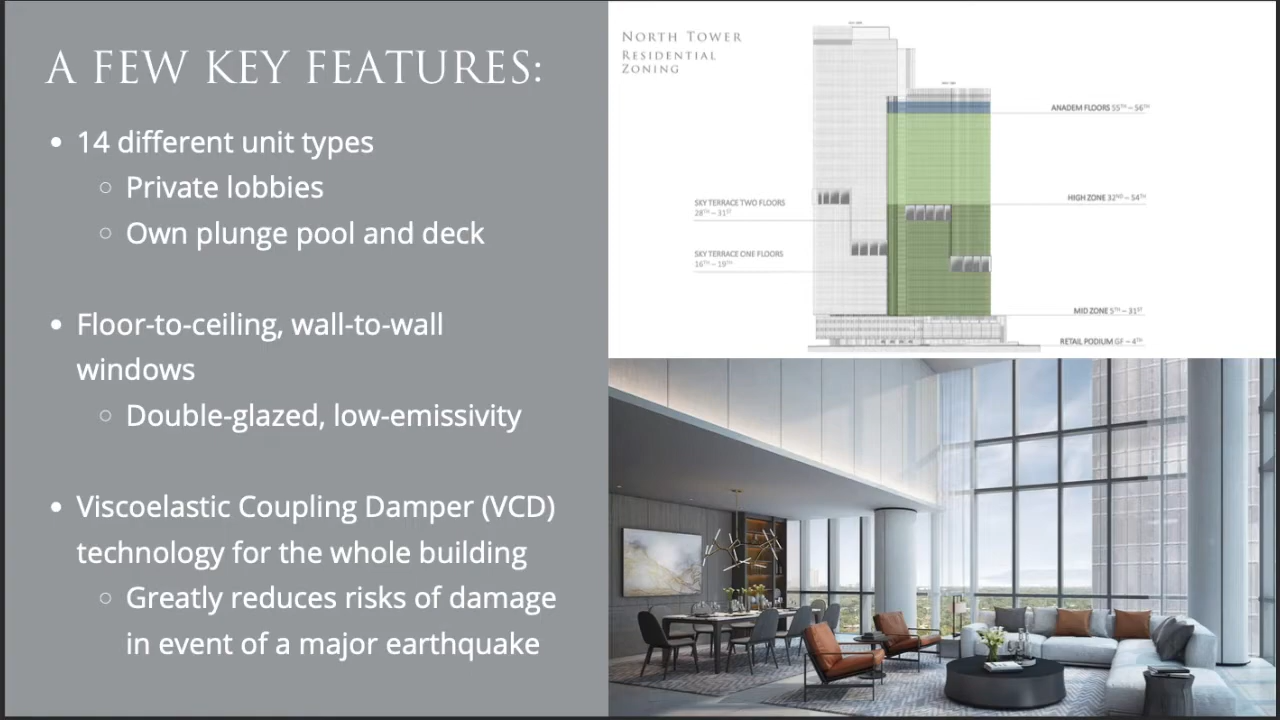 A FEW KEY FEATURES:
• 14 different unit types
○ Private lobbies
○ Own plunge pool and deck
• Floor-to-ceiling, wall-to-wall
windows
○ Double-glazed, low-emissivity
• Viscoelastic Coupling Damper (VCD)
technology for the whole building
○ Greatly reduces risks of damage
in event of a major earthquake
NORTH TOWER
RESIDENTIAL
ZONING
ANADEM FLOORS 55TH – 56TH
HIGH ZONE 32ND – 54TH
SKY TERRACE TWO FLOORS
28TH – 31ST
SKY TERRACE ONE FLOORS
16TH – 19TH
MID ZONE 5TH – 31ST
RETAIL PODIUM GF – 4TH